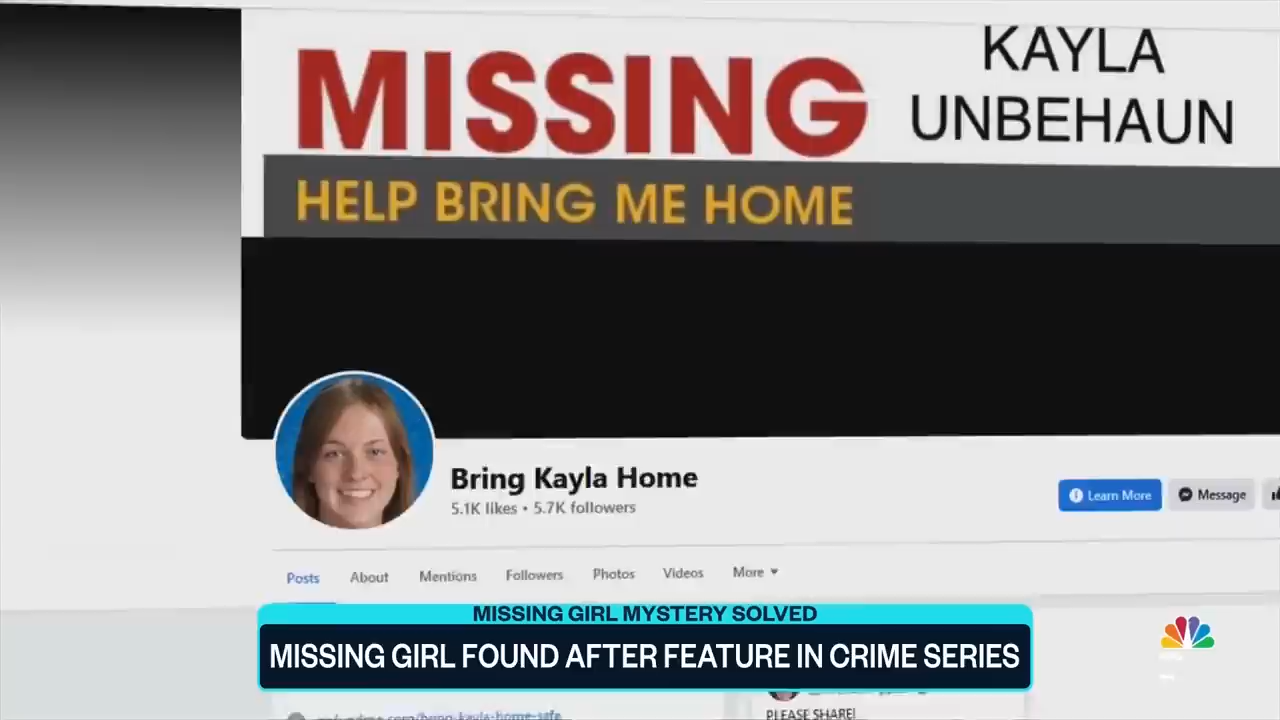 MISSING
KAYLA
UNBEHAUN
HELP BRING ME HOME
Bring Kayla Home
5.1K likes • 5.7K followers
Learn More
Message
Posts
About
Mentions
Followers
Photos
Videos
More
MISSING GIRL MYSTERY SOLVED
MISSING GIRL FOUND AFTER FEATURE IN CRIME SERIES
PLEASE SHARE!